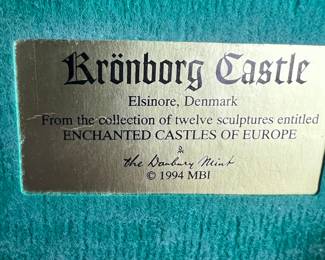 Krönborg Castle
Elsinore, Denmark
From the collection of twelve sculptures entitled
ENCHANTED CASTLES OF EUROPE
the Danbury Mint
© 1994 MBI